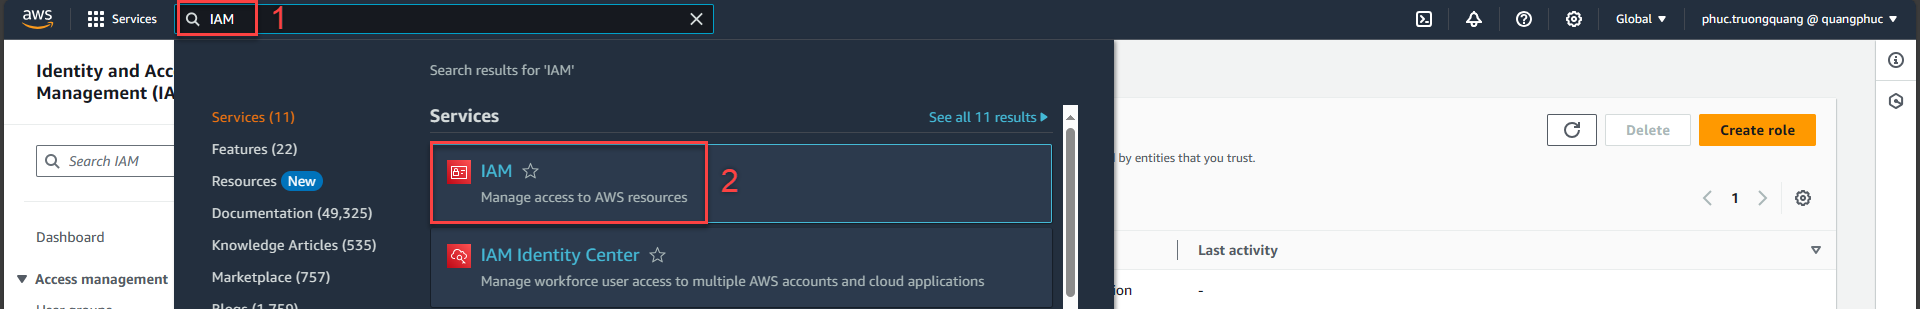 aws
Services
IAM
1
Global
phuc.truongquang @ quangphuc
Identity and Acc
Management (IA
Search IAM
Dashboard
Access management
Search results for 'IAM'
Services (11)
Features (22)
Resources New
Documentation (49,325)
Knowledge Articles (535)
Marketplace (757)
Blogs (1,759)
Services
See all 11 results
IAM
Manage access to AWS resources
2
IAM Identity Center
Manage workforce user access to multiple AWS accounts and cloud applications
Delete
Create role
by entities that you trust.
1
Last activity
ion
-